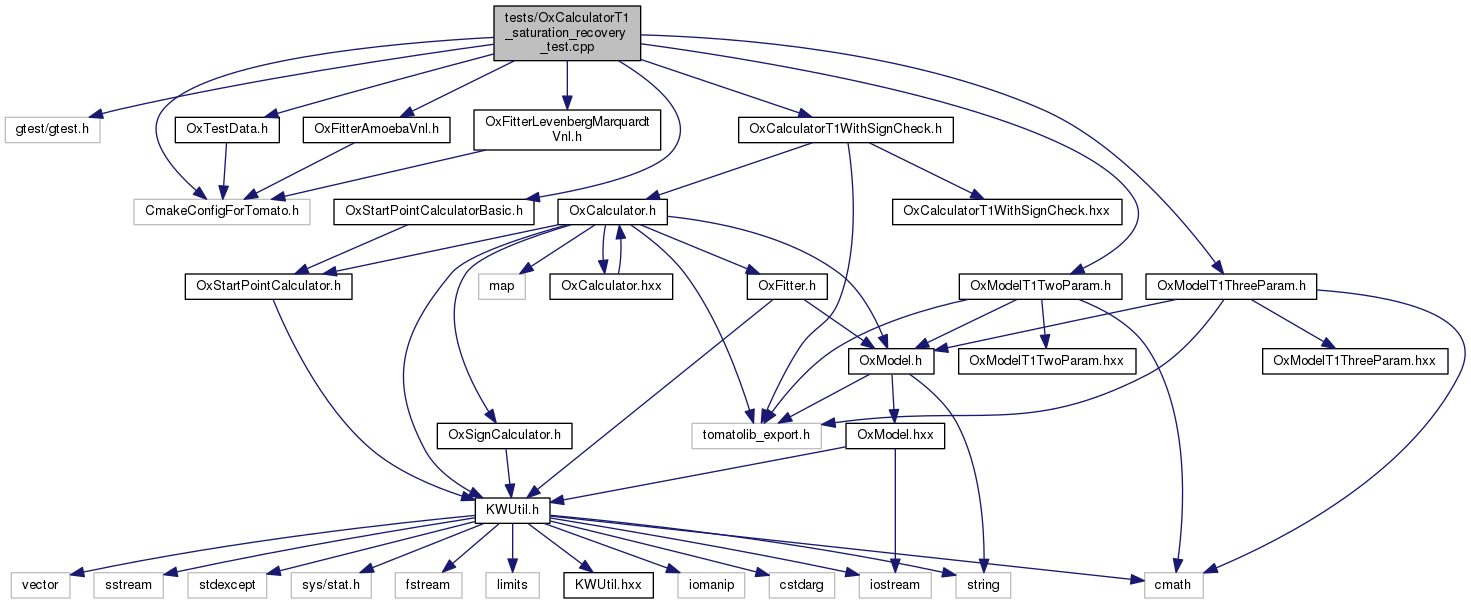 tests/OxCalculatorT1
_saturation_recovery
_test.cpp
gtest/gtest.h
OxTestData.h
OxFitterAmoebaVnl.h
OxFitterLevenbergMarquardt
Vnl.h
OxCalculatorT1WithSignCheck.h
CmakeConfigForTomato.h
OxStartPointCalculatorBasic.h
OxCalculator.h
OxCalculatorT1WithSignCheck.hxx
OxStartPointCalculator.h
map
OxCalculator.hxx
OxFitter.h
OxModelT1TwoParam.h
OxModelT1ThreeParam.h
OxModel.h
OxModelT1TwoParam.hxx
OxModelT1ThreeParam.hxx
OxSignCalculator.h
tomatolib_export.h
OxModel.hxx
KWUtil.h
vector
sstream
stdexcept
sys/stat.h
fstream
limits
KWUtil.hxx
iomanip
cstdarg
iostream
string
cmath